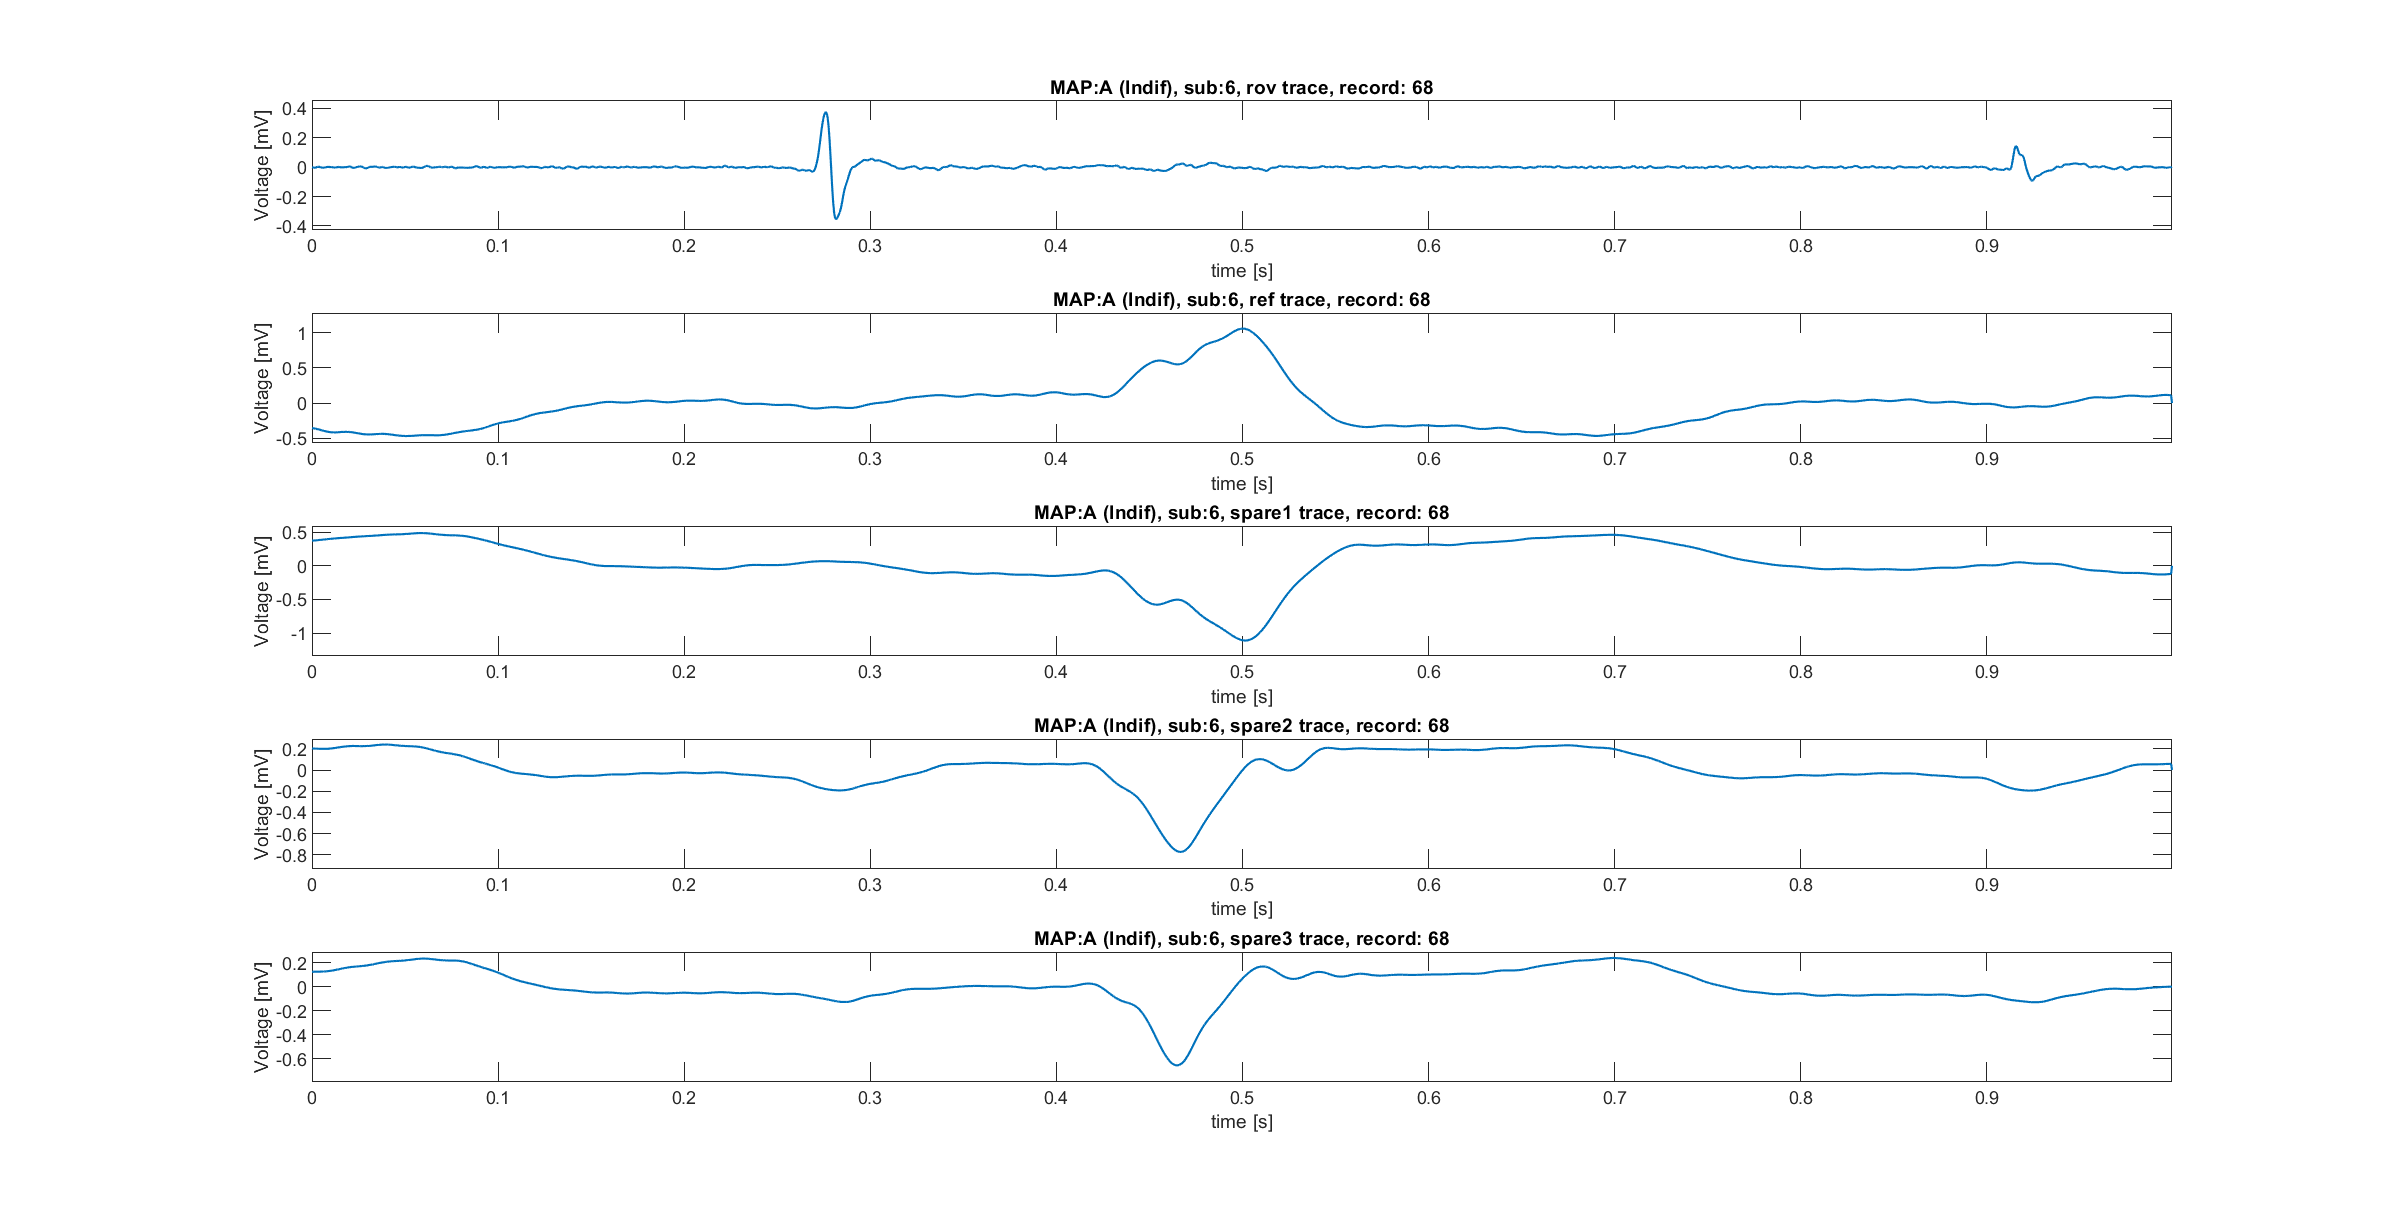 MAP:A (Indif), sub:6, rov trace, record: 68
Voltage [mV]
0.4
0.2
0
-0.2
-0.4
0 0.1 0.2 0.3 0.4 0.5 0.6 0.7 0.8 0.9
time [s]
MAP:A (Indif), sub:6, ref trace, record: 68
Voltage [mV]
1
0.5
0
-0.5
0 0.1 0.2 0.3 0.4 0.5 0.6 0.7 0.8 0.9
time [s]
MAP:A (Indif), sub:6, spare1 trace, record: 68
Voltage [mV]
0.5
0
-0.5
-1
0 0.1 0.2 0.3 0.4 0.5 0.6 0.7 0.8 0.9
time [s]
MAP:A (Indif), sub:6, spare2 trace, record: 68
Voltage [mV]
0.2
0
-0.2
-0.4
-0.6
-0.8
0 0.1 0.2 0.3 0.4 0.5 0.6 0.7 0.8 0.9
time [s]
MAP:A (Indif), sub:6, spare3 trace, record: 68
Voltage [mV]
0.2
0
-0.2
-0.4
-0.6
0 0.1 0.2 0.3 0.4 0.5 0.6 0.7 0.8 0.9
time [s]